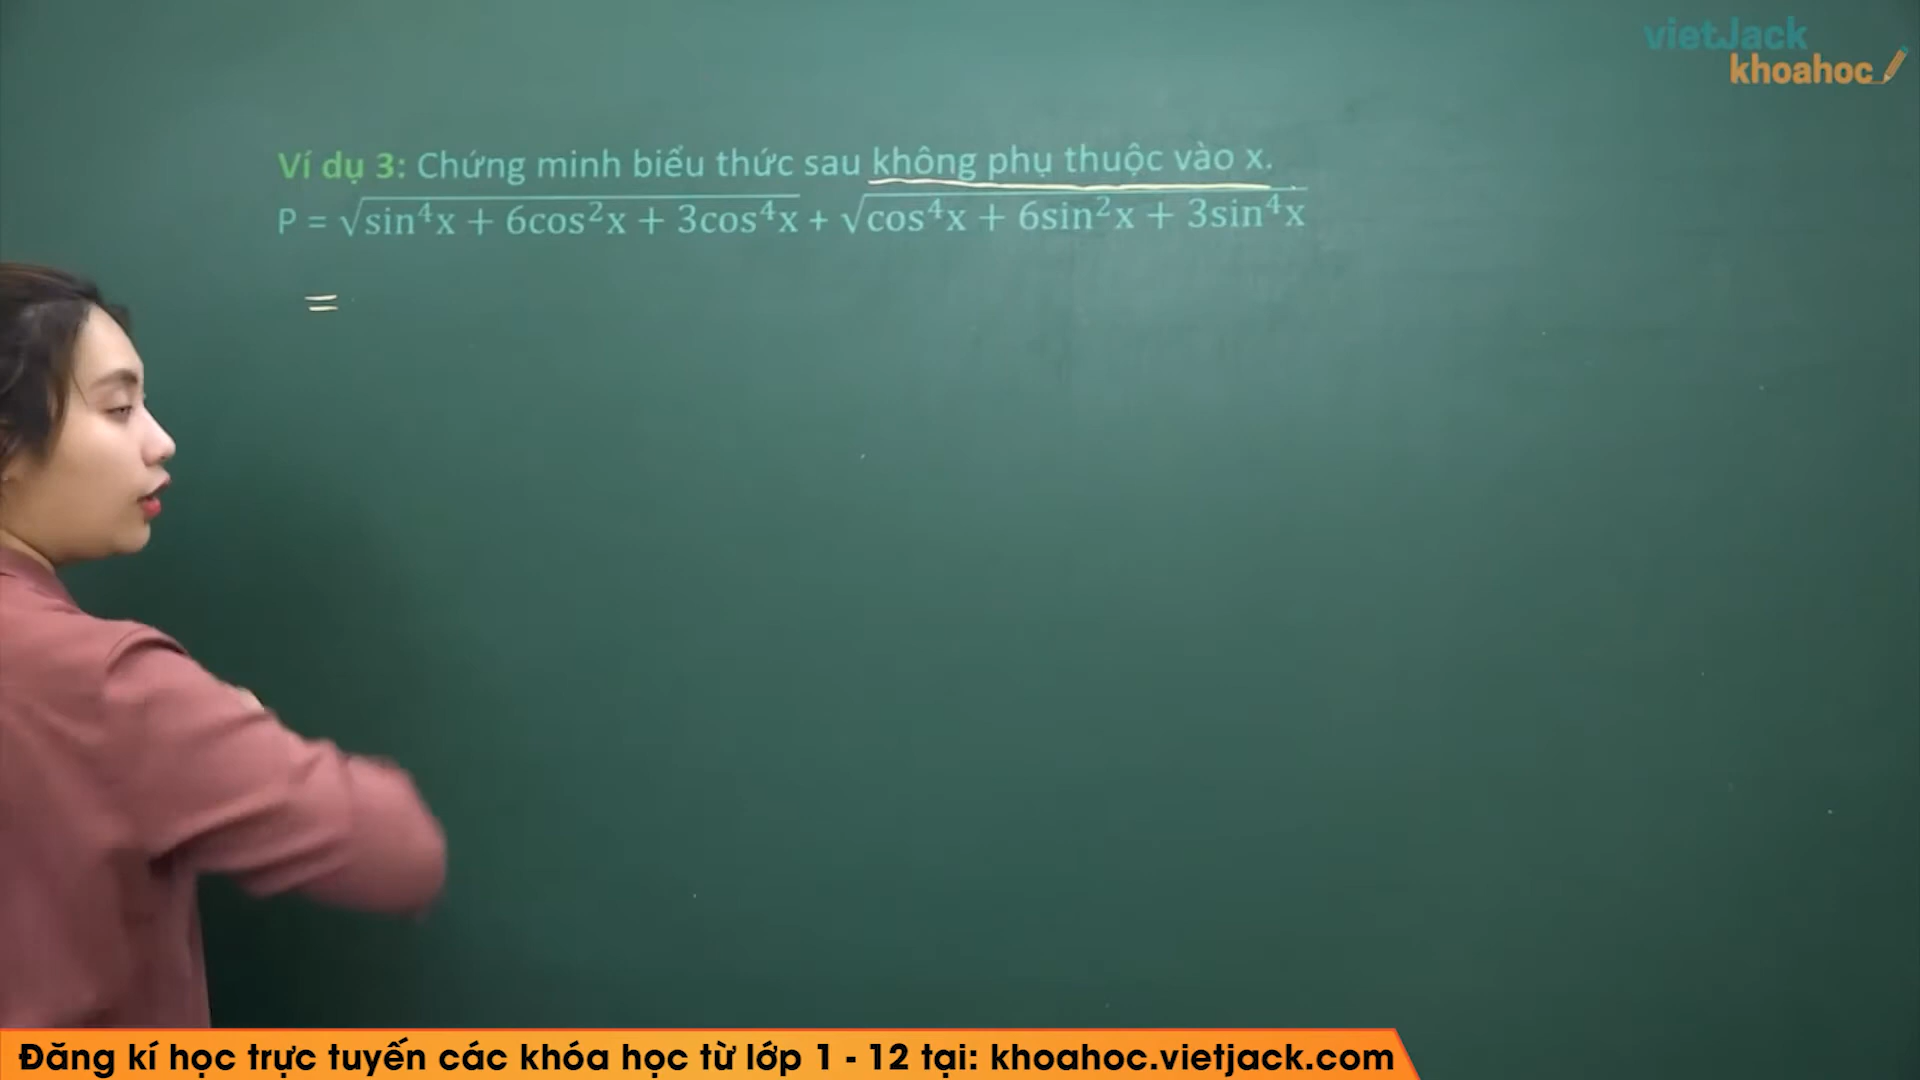 vietJack
khoahoc
Ví dụ 3: Chứng minh biểu thức sau không phụ thuộc vào x.
P = √sin⁴x + 6cos²x + 3cos⁴x + √cos⁴x + 6sin²x + 3sin⁴x
=
Đăng kí học trực tuyến các khóa học từ lớp 1 - 12 tại: khoahoc.vietjack.com